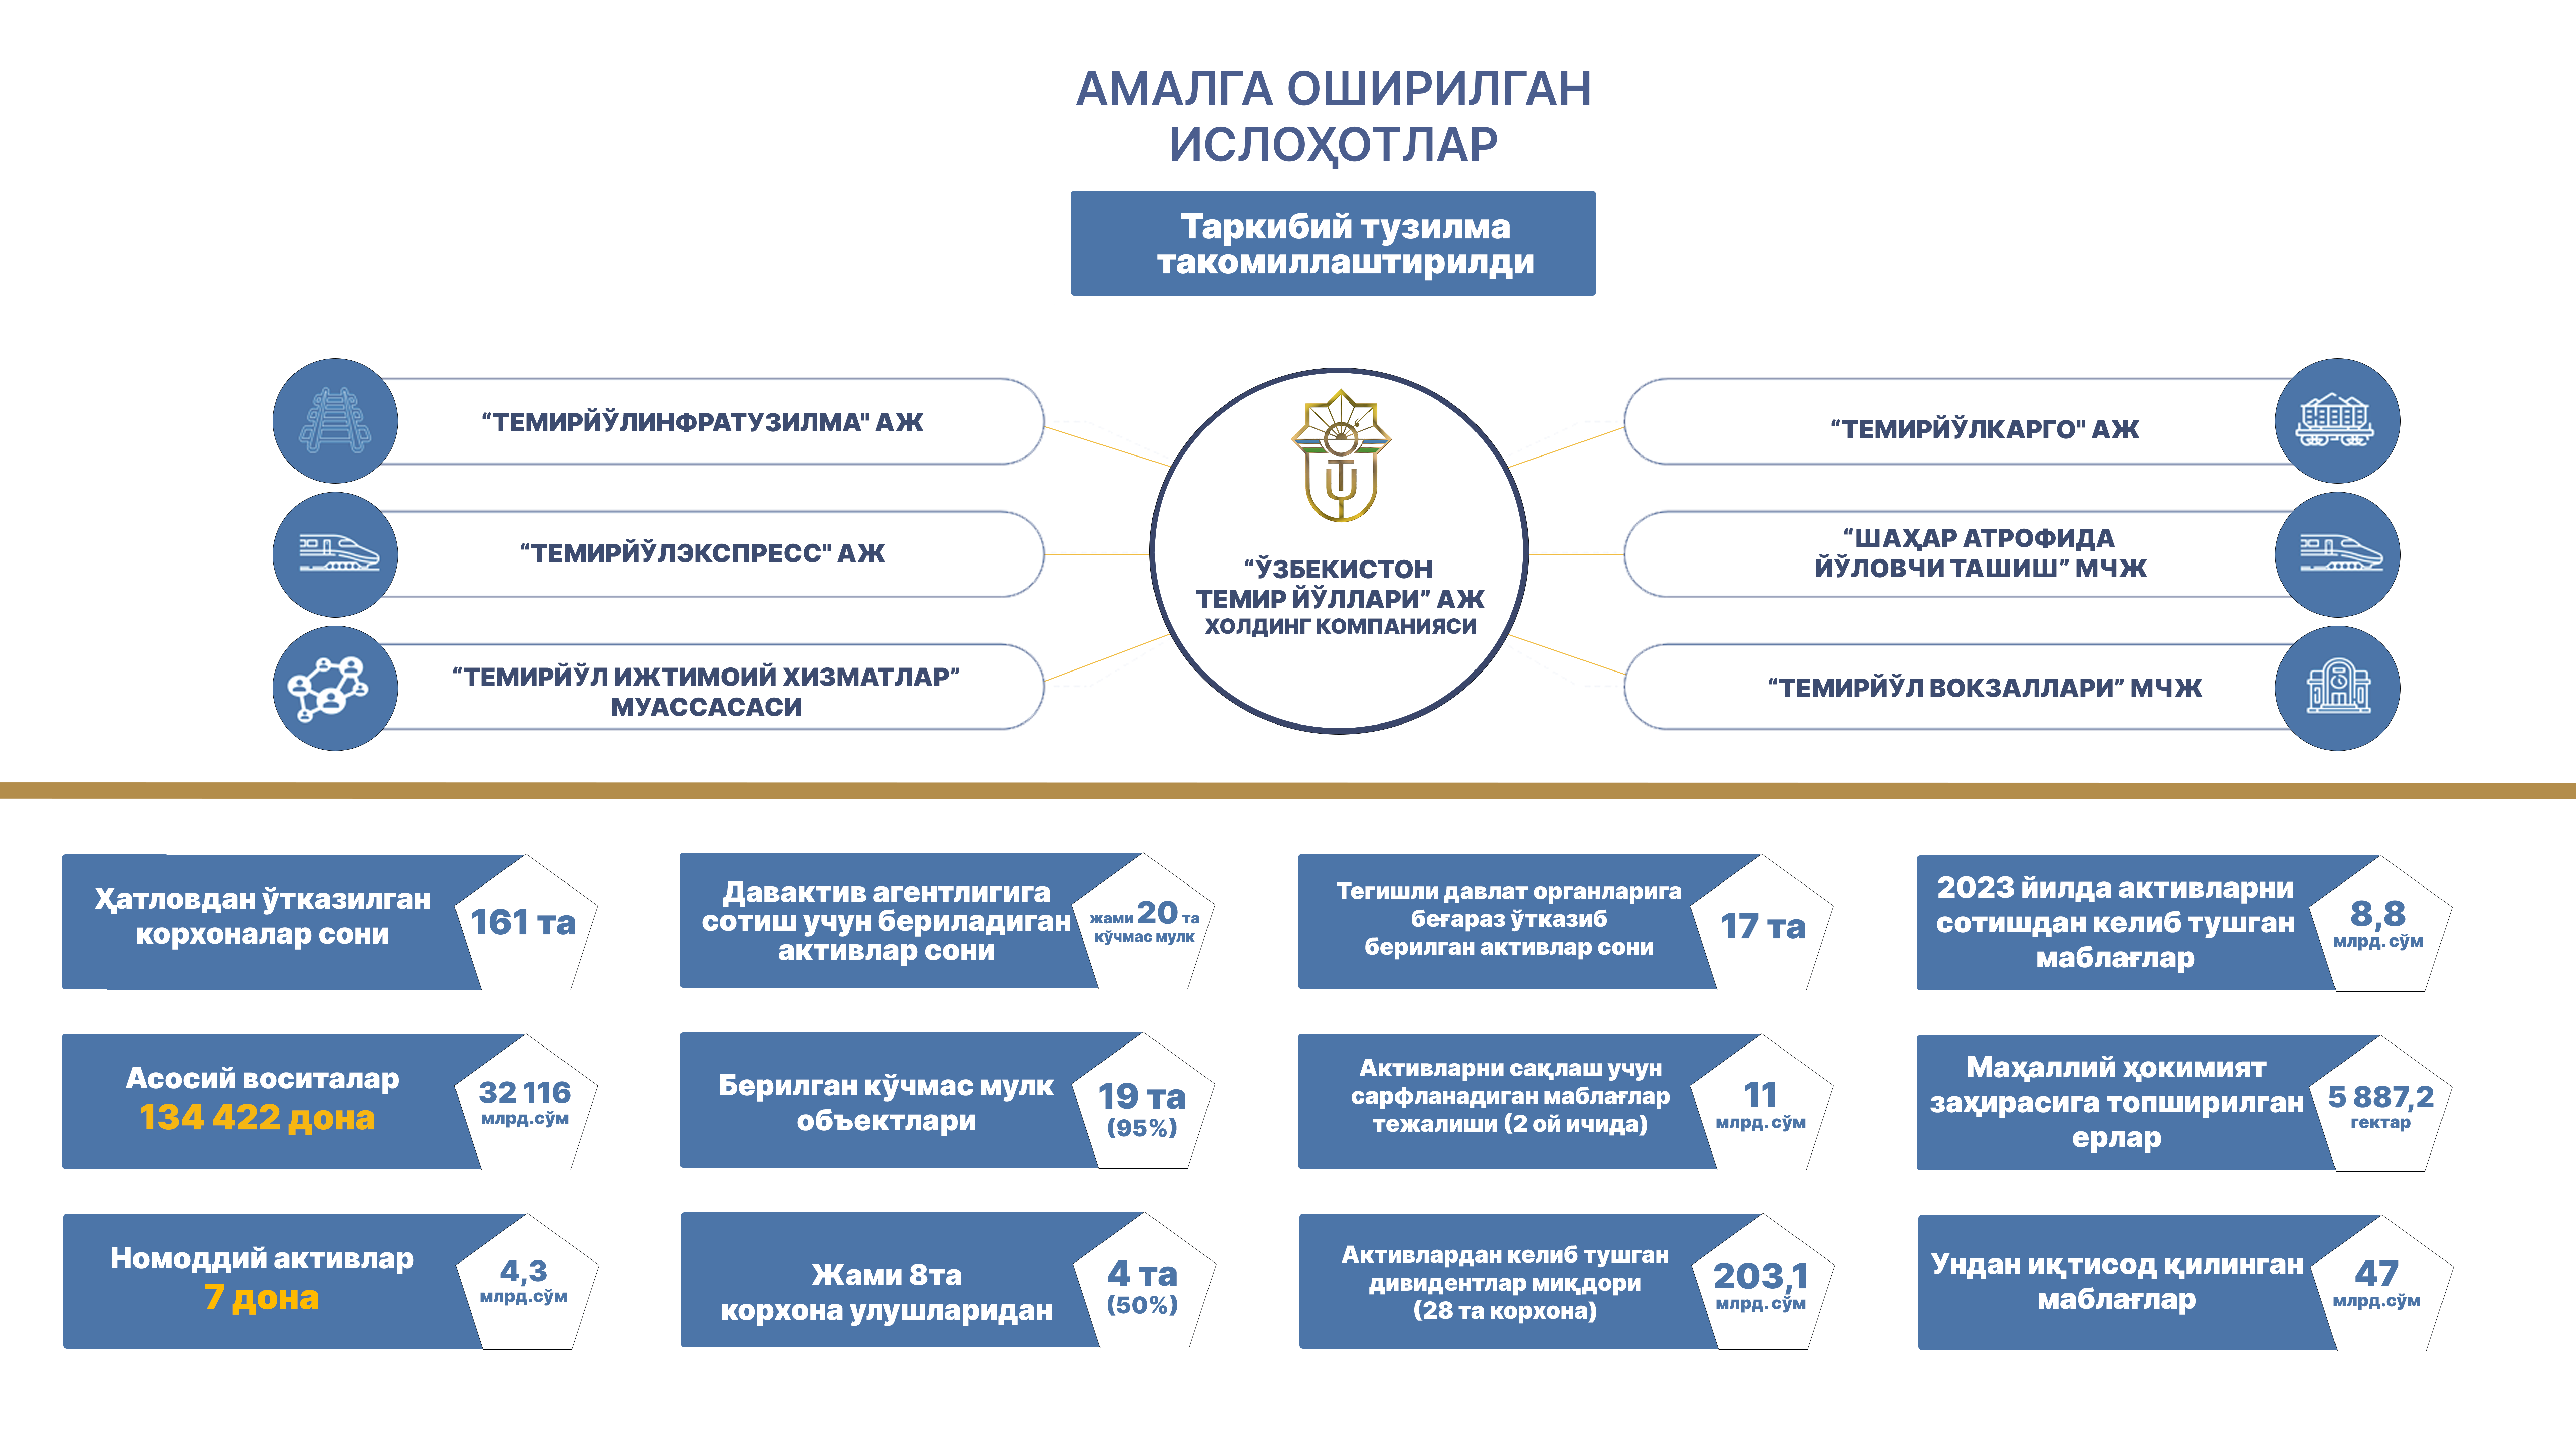 АМАЛГА ОШИРИЛГАН
ИСЛОҲОТЛАР
Таркибий тузилма
такомиллаштирилди
“ТЕМИРЙЎЛИНФРАТУЗИЛМА" АЖ
“ТЕМИРЙЎЛЭКСПРЕСС" АЖ
“ТЕМИРЙЎЛ ИЖТИМОИЙ ХИЗМАТЛАР”
МУАССАСАСИ
“ЎЗБЕКИСТОН
ТЕМИР ЙЎЛЛАРИ” АЖ
ХОЛДИНГ КОМПАНИЯСИ
“ТЕМИРЙЎЛКАРГО" АЖ
“ШАҲАР АТРОФИДА
ЙЎЛОВЧИ ТАШИШ” МЧЖ
“ТЕМИРЙЎЛ ВОКЗАЛЛАРИ” МЧЖ
Ҳатловдан ўтказилган
корхоналар сони
161 та
Давактив агентлигига
сотиш учун бериладиган
активлар сони
жами 20 та
кўчмас мулк
Тегишли давлат органларига
беғараз ўтказиб
берилган активлар сони
17 та
2023 йилда активларни
сотишдан келиб тушган
маблағлар
8,8
млрд. сўм
Асосий воситалар
134 422 дона
32 116
млрд.сўм
Берилган кўчмас мулк
объектлари
19 та
(95%)
Активларни сақлаш учун
сарфланадиган маблағлар
тежалиши (2 ой ичида)
11
млрд. сўм
Маҳаллий ҳокимият
заҳирасига топширилган
ерлар
5 887,2
гектар
Номоддий активлар
7 дона
4,3
млрд.сўм
Жами 8та
корхона улушларидан
4 та
(50%)
Активлардан келиб тушган
дивидентлар миқдори
(28 та корхона)
203,1
млрд. сўм
Ундан иқтисод қилинган
маблағлар
47
млрд.сўм